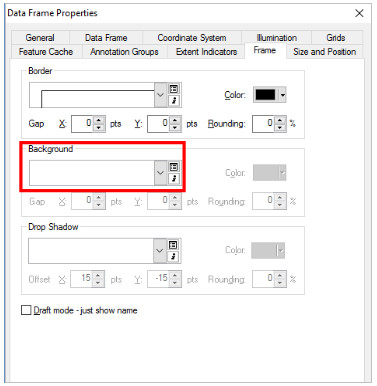 Data Frame Properties
General Data Frame Coordinate System Illumination Grids
Feature Cache Annotation Groups Extent Indicators Frame Size and Position
Border
Color:
Gap X: 0 pts Y: 0 pts Rounding: 0 %
Background
Color:
Gap X: 0 pts Y: 0 pts Rounding: 0 %
Drop Shadow
Color:
Offset X: 15 pts Y: -15 pts Rounding: 0 %
Draft mode - just show name